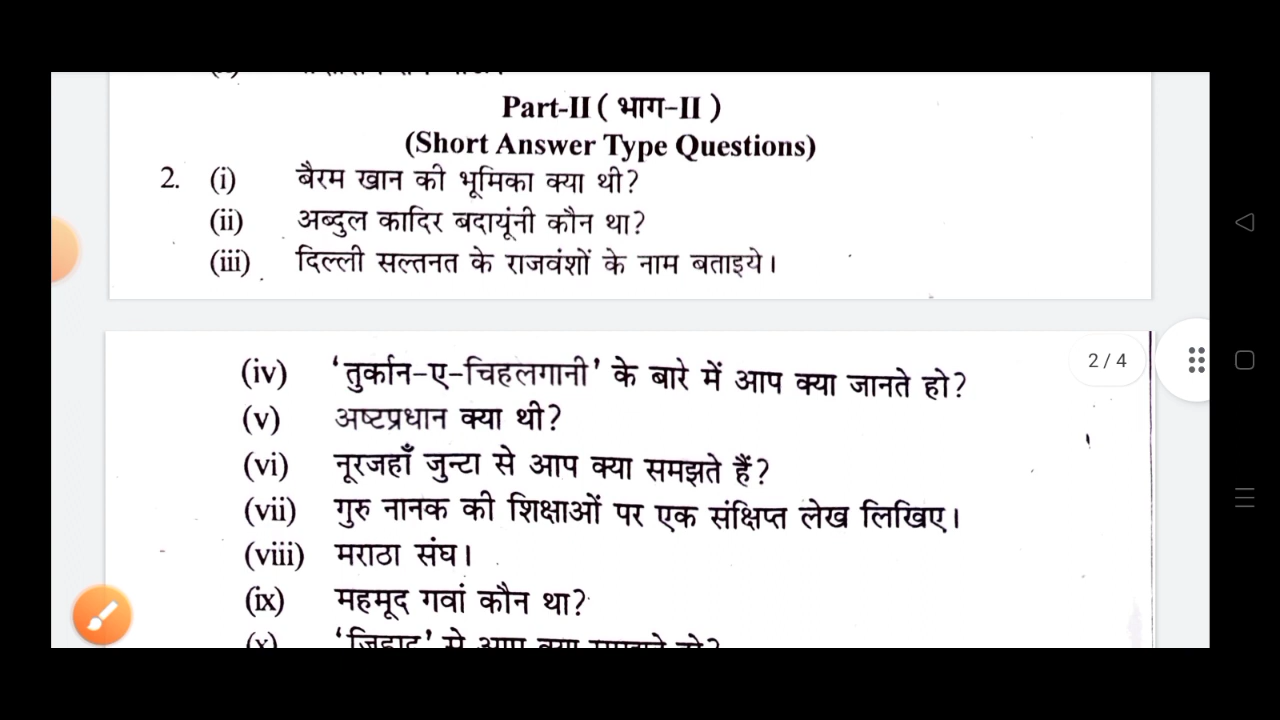 Part-II ( भाग-II )
(Short Answer Type Questions)
2. (i) बैरम खान की भूमिका क्या थी?
(ii) अब्दुल कादिर बदायूंनी कौन था?
(iii) दिल्ली सल्तनत के राजवंशों के नाम बताइये।
(iv) 'तुर्कान-ए-चिहलगानी' के बारे में आप क्या जानते हो?
2 / 4
(v) अष्टप्रधान क्या थी?
(vi) नूरजहाँ जुन्टा से आप क्या समझते हैं?
(vii) गुरु नानक की शिक्षाओं पर एक संक्षिप्त लेख लिखिए।
(viii) मराठा संघ।
(ix) महमूद गवां कौन था?
(x) 'जिहाद' से आप क्या समझते हो?